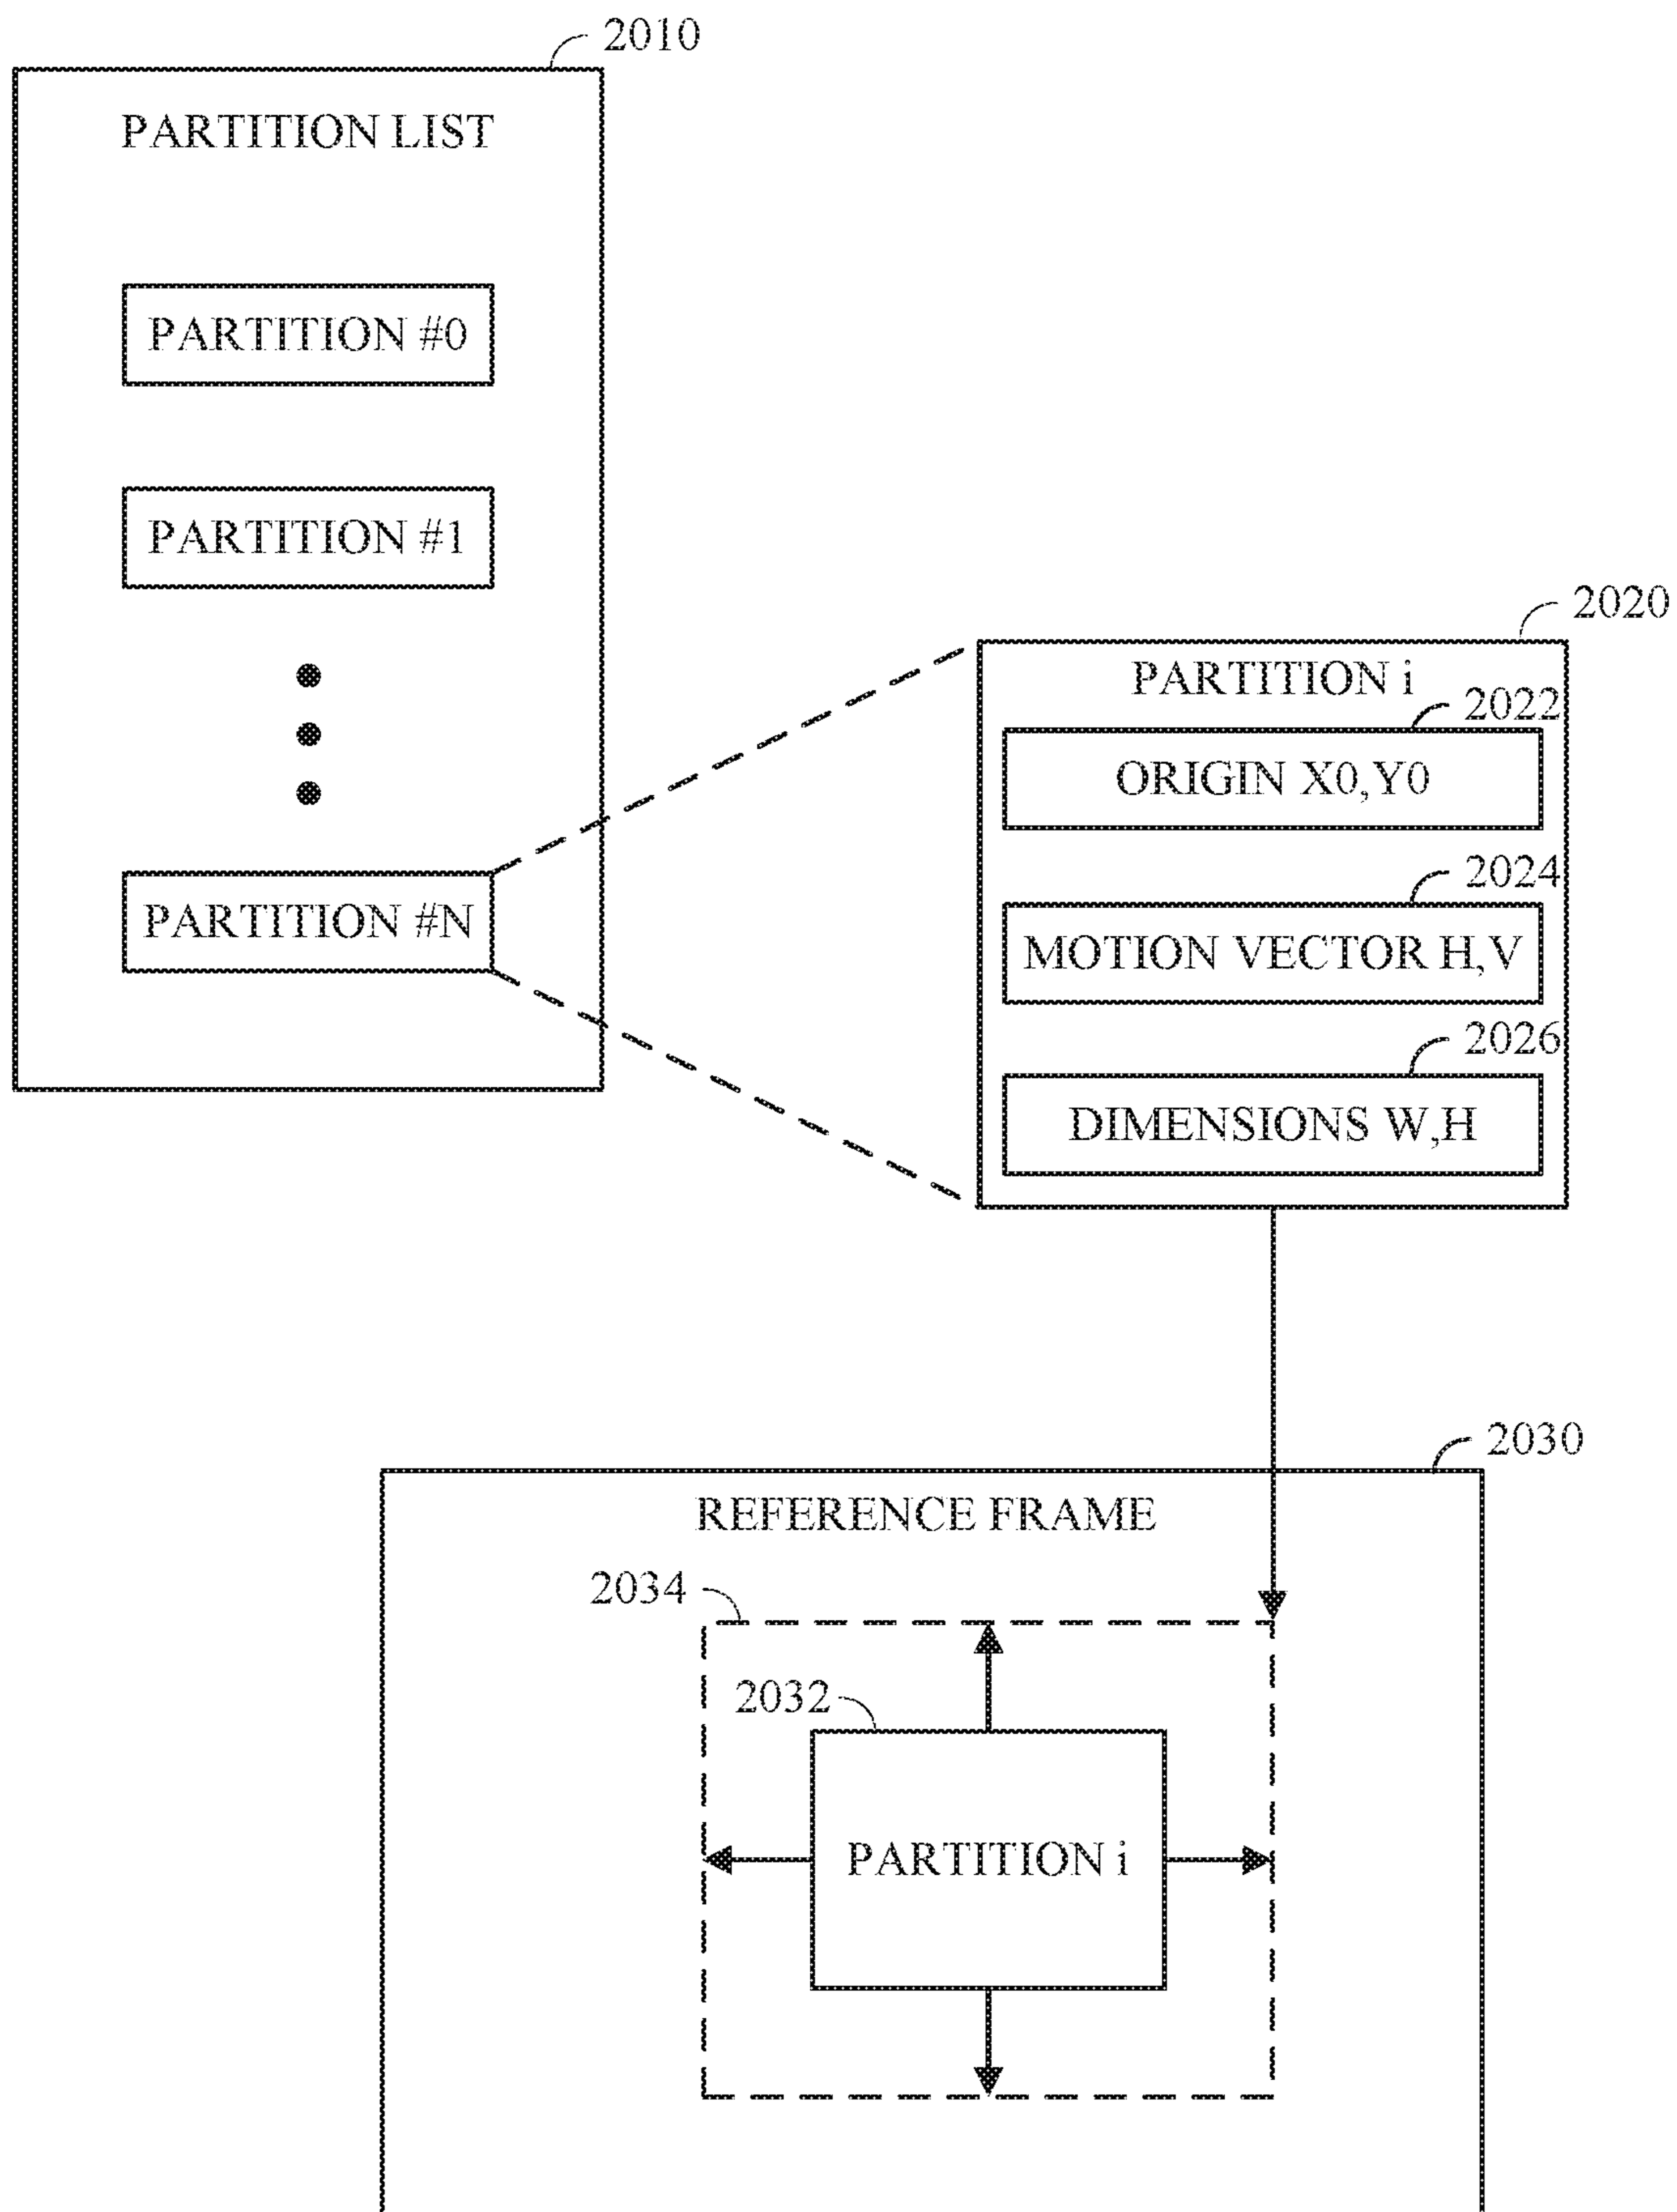 2010
PARTITION LIST
PARTITION #0
PARTITION #1
PARTITION #N
2020
PARTITION i
2022
ORIGIN X0, Y0
2024
MOTION VECTOR H, V
2026
DIMENSIONS W,H
2030
REFERENCE FRAME
2034
2032
PARTITION i